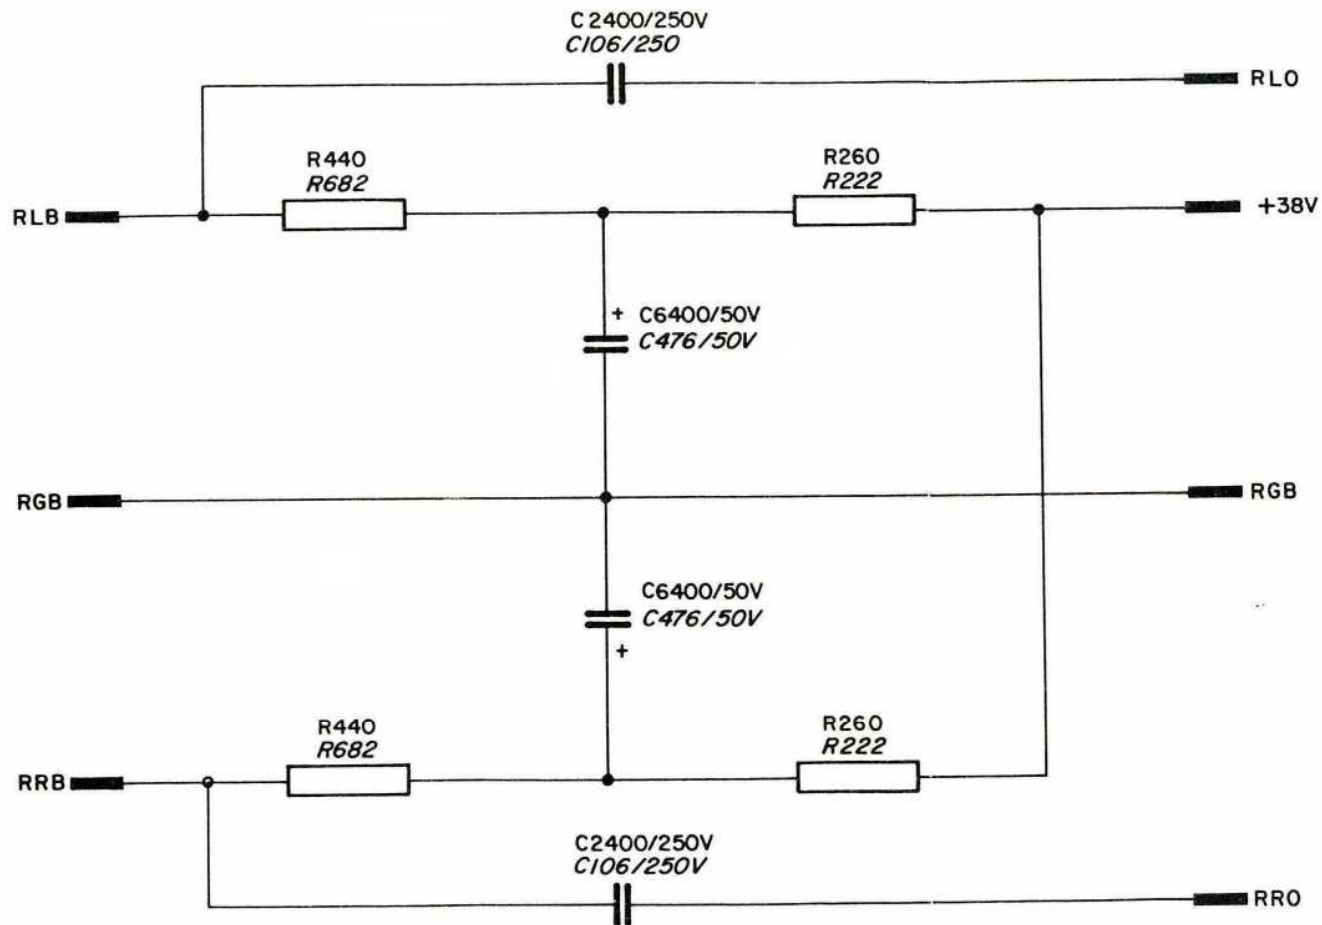 C2400/250V
C106/250
RLO
R440
R682
R260
R222
RLB
+38V
+ C6400/50V
C476/50V
RGB
RGB
C6400/50V
C476/50V
+
R440
R682
R260
R222
RRB
C2400/250V
C106/250V
RRO